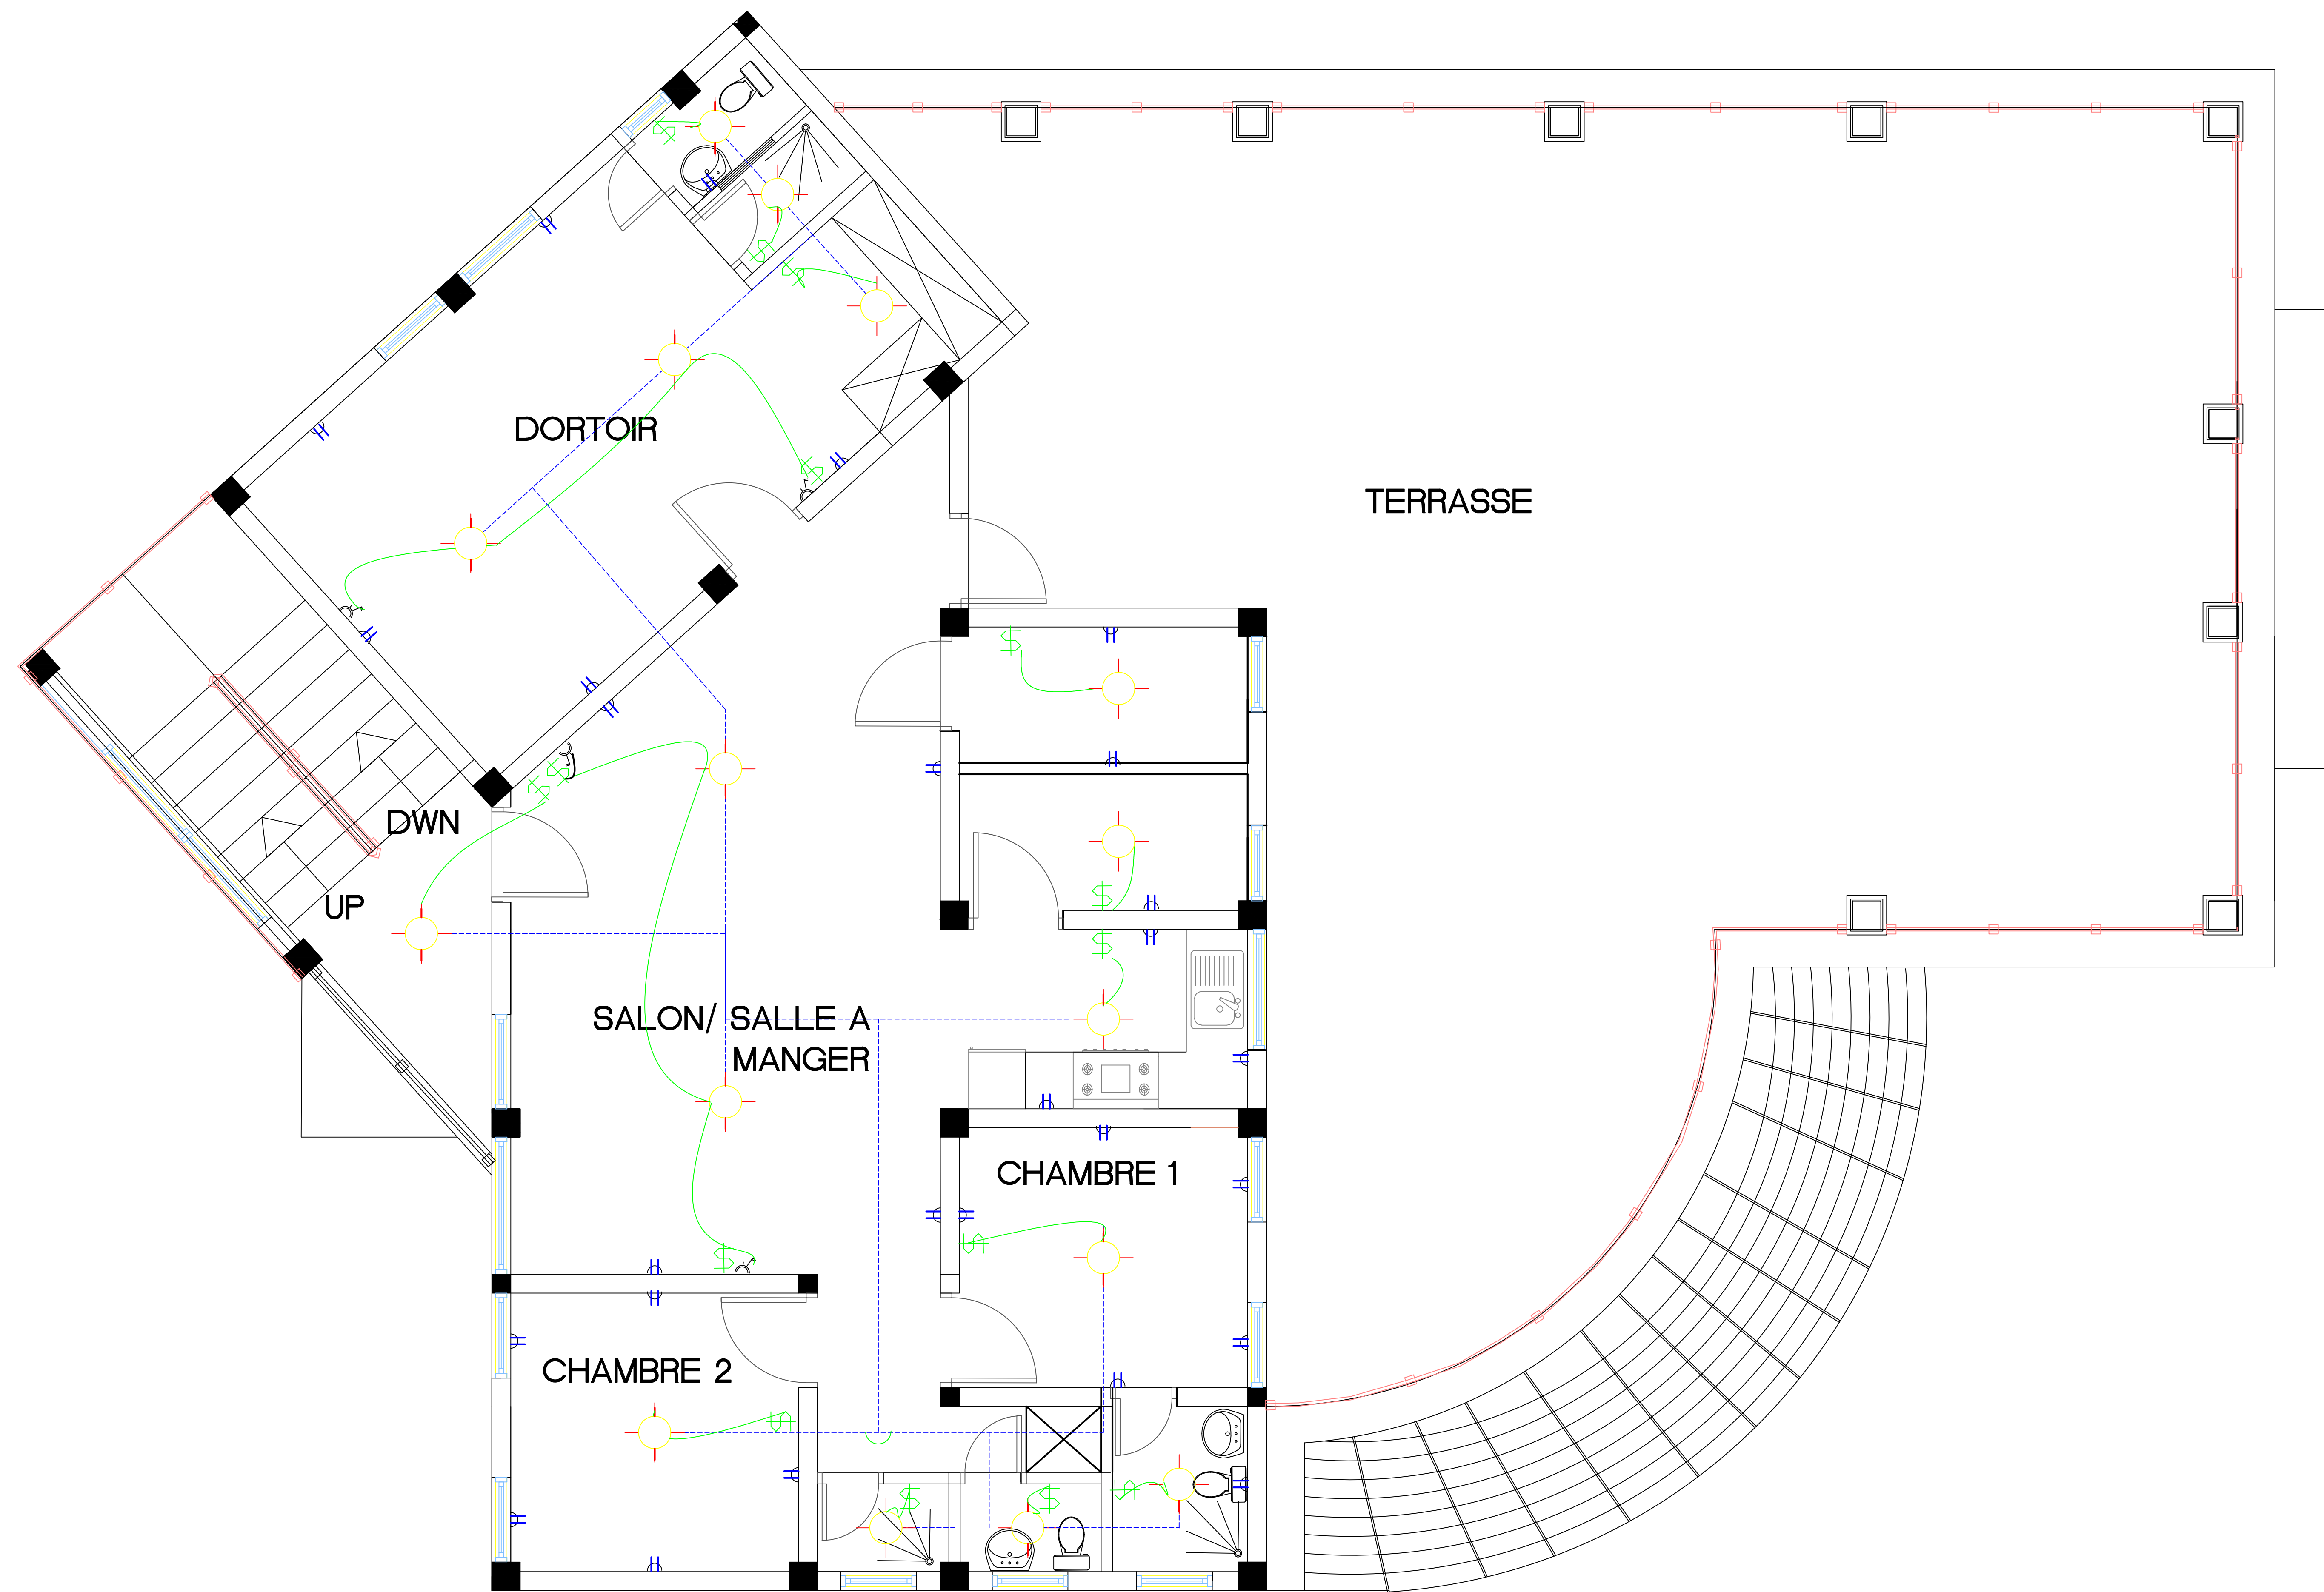 DORTOIR
TERRASSE
DWN
UP
SALON/ SALLE A
MANGER
CHAMBRE 1
CHAMBRE 2